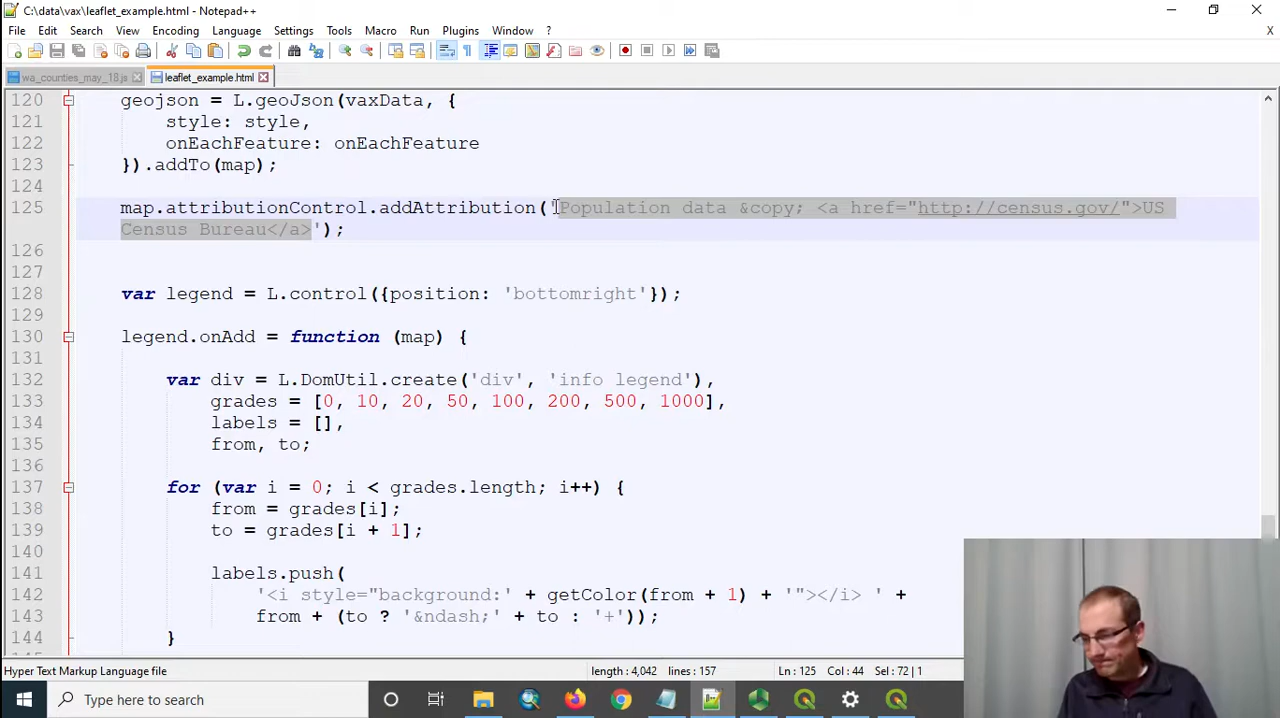 C:\data\vax\leaflet_example.html - Notepad++
File Edit Search View Encoding Language Settings Tools Macro Run Plugins Window ? X
wa_counties_may_18.js leaflet_example.html
120 geojson = L.geoJson(vaxData, {
121 style: style,
122 onEachFeature: onEachFeature
123 }).addTo(map);
124
125 map.attributionControl.addAttribution('Population data &copy; <a href="http://census.gov/">US
Census Bureau</a>');
126
127
128 var legend = L.control({position: 'bottomright'});
129
130 legend.onAdd = function (map) {
131
132 var div = L.DomUtil.create('div', 'info legend'),
133 grades = [0, 10, 20, 50, 100, 200, 500, 1000],
134 labels = [],
135 from, to;
136
137 for (var i = 0; i < grades.length; i++) {
138 from = grades[i];
139 to = grades[i + 1];
140
141 labels.push(
142 '<i style="background:' + getColor(from + 1) + '"></i> ' +
143 from + (to ? '&ndash;' + to : '+'));
144 }
Hyper Text Markup Language file length : 4,042 lines : 157 Ln : 125 Col : 44 Sel : 72 | 1
Type here to search